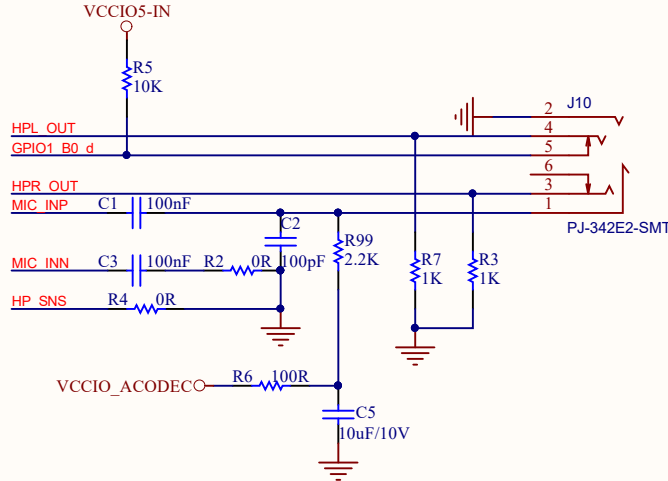 VCCIO5-IN
R5
10K
HPL_OUT
GPIO1_B0_d
2
J10
4
5
6
HPR_OUT
3
MIC_INP
C1
100nF
1
PJ-342E2-SMT
C2
100pF
R99
2.2K
R7
1K
R3
1K
MIC_INN
C3
100nF
R2
0R
HP_SNS
R4
0R
VCCIO_ACODEC
R6
100R
C5
10uF/10V